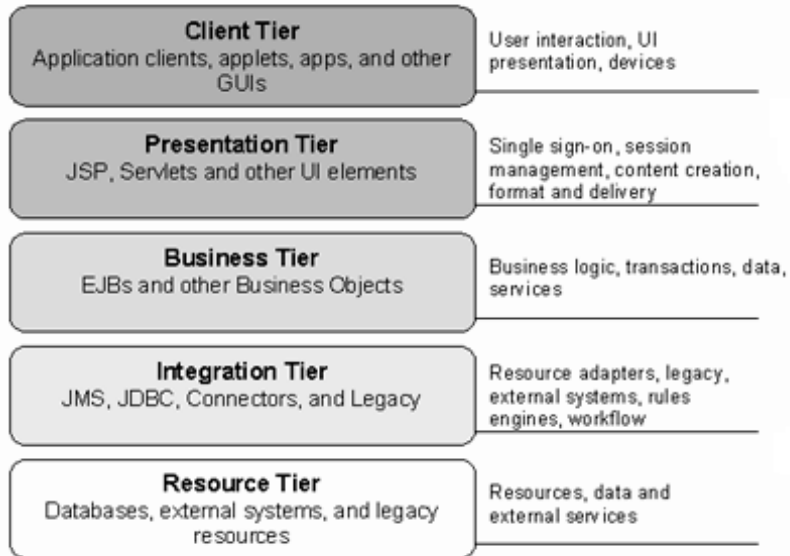 Client Tier
Application clients, applets, apps, and other
GUIs
User interaction, UI
presentation, devices
Presentation Tier
JSP, Servlets and other UI elements
Single sign-on, session
management, content creation,
format and delivery
Business Tier
EJBs and other Business Objects
Business logic, transactions, data,
services
Integration Tier
JMS, JDBC, Connectors, and Legacy
Resource adapters, legacy,
external systems, rules
engines, workflow
Resource Tier
Databases, external systems, and legacy
resources
Resources, data and
external services